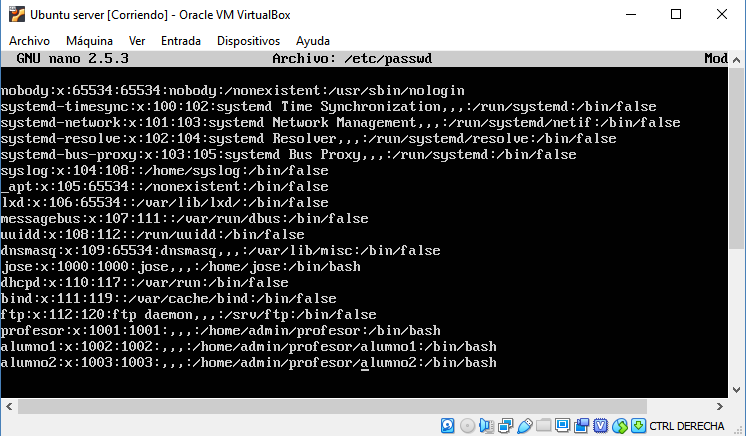 Ubuntu server [Corriendo] - Oracle VM VirtualBox
Archivo Máquina Ver Entrada Dispositivos Ayuda
GNU nano 2.5.3 Archivo: /etc/passwd Mod
nobody:x:65534:65534:nobody:/nonexistent:/usr/sbin/nologin
systemd-timesync:x:100:102:systemd Time Synchronization,,,:/run/systemd:/bin/false
systemd-network:x:101:103:systemd Network Management,,,:/run/systemd/netif:/bin/false
systemd-resolve:x:102:104:systemd Resolver,,,:/run/systemd/resolve:/bin/false
systemd-bus-proxy:x:103:105:systemd Bus Proxy,,,:/run/systemd:/bin/false
syslog:x:104:108::/home/syslog:/bin/false
_apt:x:105:65534::/nonexistent:/bin/false
lxd:x:106:65534::/var/lib/lxd/:/bin/false
messagebus:x:107:111::/var/run/dbus:/bin/false
uuidd:x:108:112::/run/uuidd:/bin/false
dnsmasq:x:109:65534:dnsmasq,,,:/var/lib/misc:/bin/false
jose:x:1000:1000:jose,,,:/home/jose:/bin/bash
dhcpd:x:110:117::/var/run:/bin/false
bind:x:111:119::/var/cache/bind:/bin/false
ftp:x:112:120:ftp daemon,,,:/srv/ftp:/bin/false
profesor:x:1001:1001:,,,:/home/admin/profesor:/bin/bash
alumno1:x:1002:1002:,,,:/home/admin/profesor/alumno1:/bin/bash
alumno2:x:1003:1003:,,,:/home/admin/profesor/alumno2:/bin/bash
CTRL DERECHA